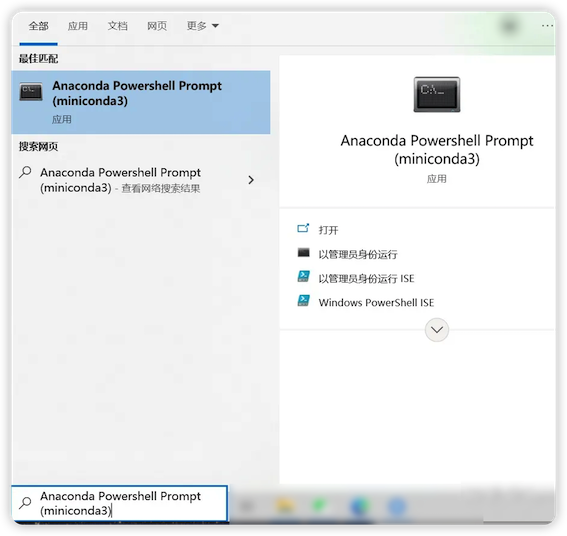 全部 应用 文档 网页 更多
最佳匹配
Anaconda Powershell Prompt
(miniconda3)
应用
搜索网页
Anaconda Powershell Prompt
(miniconda3) - 查看网络搜索结果
Anaconda Powershell Prompt
(miniconda3)
应用
打开
以管理员身份运行
以管理员身份运行 ISE
Windows PowerShell ISE
Anaconda Powershell Prompt
(miniconda3)